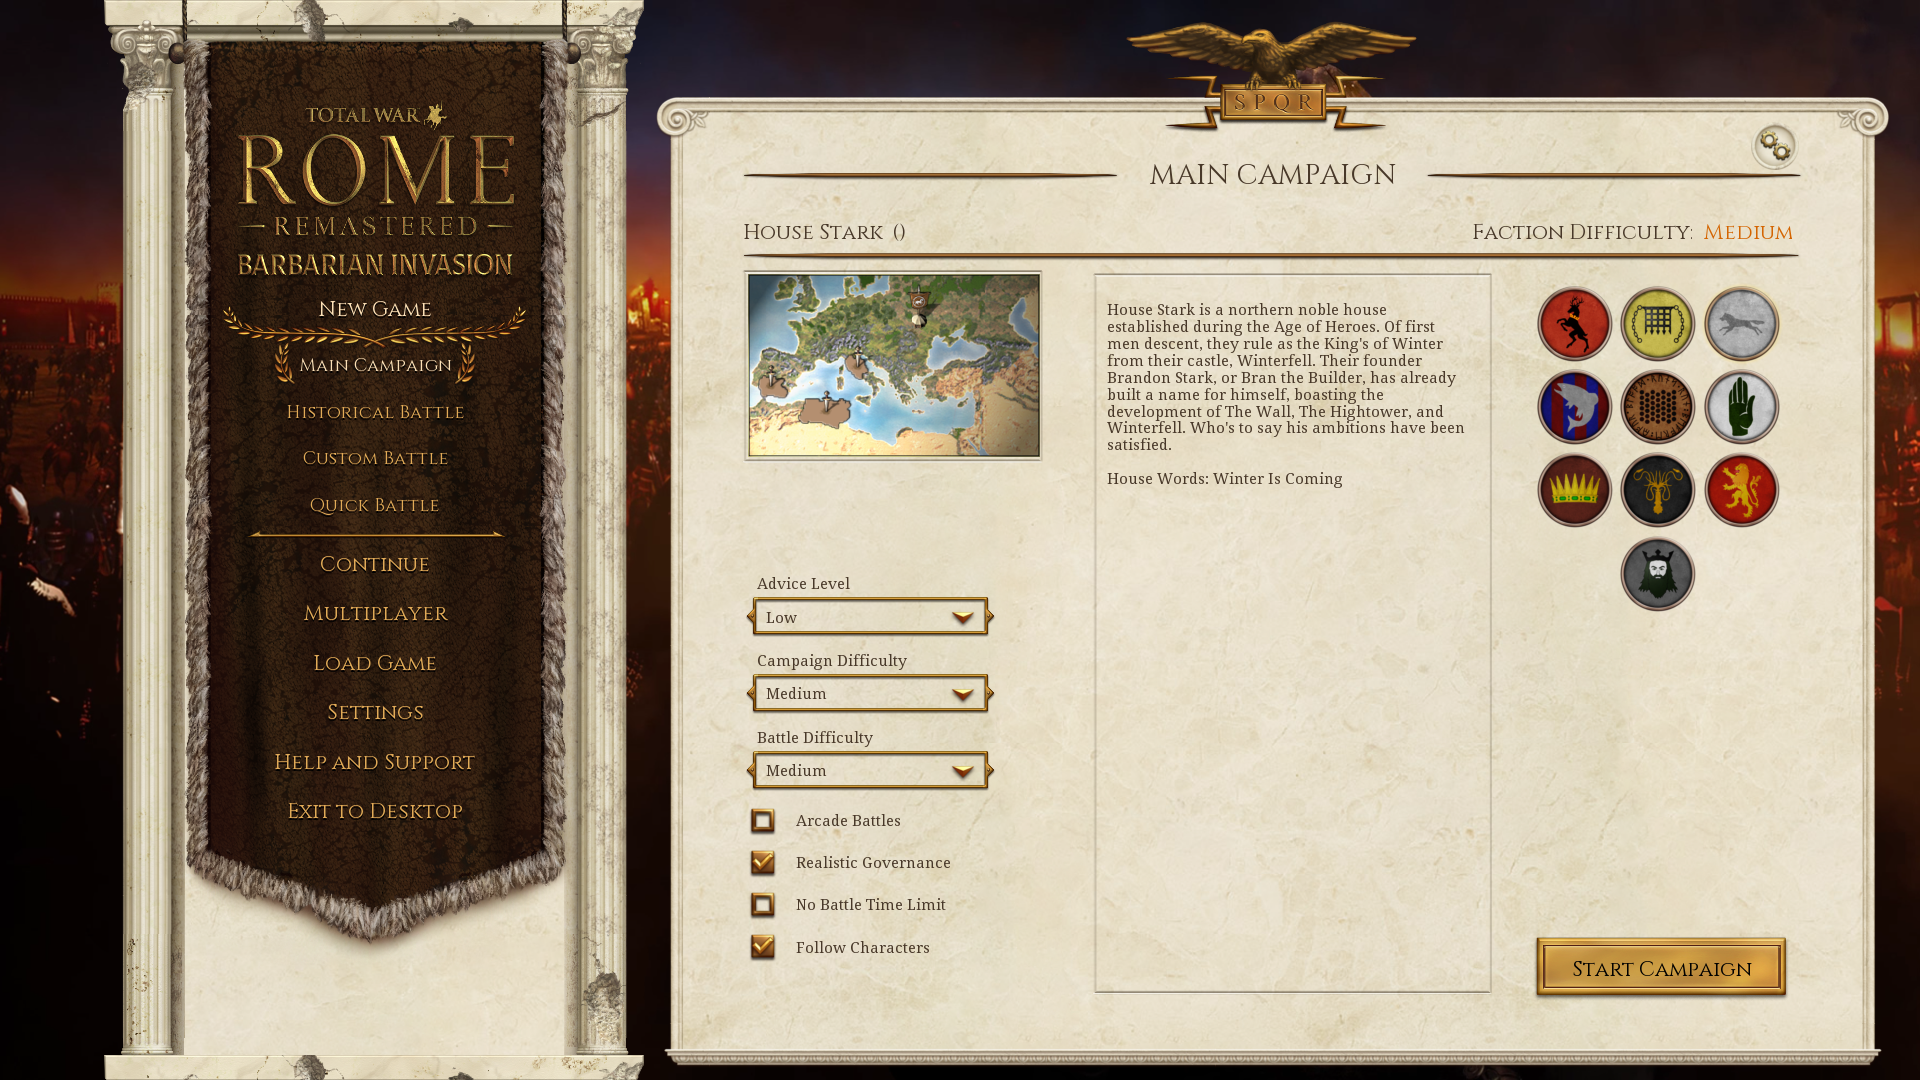 TOTAL WAR
ROME
REMASTERED
BARBARIAN INVASION
New Game
Main Campaign
Historical Battle
Custom Battle
Quick Battle
Continue
Multiplayer
Load Game
Settings
Help and Support
Exit to Desktop
SPQR
MAIN CAMPAIGN
House Stark ()
Faction Difficulty: Medium
House Stark is a northern noble house
established during the Age of Heroes. Of first
men descent, they rule as the King's of Winter
from their castle, Winterfell. Their founder
Brandon Stark, or Bran the Builder, has already
built a name for himself, boasting the
development of The Wall, The Hightower, and
Winterfell. Who's to say his ambitions have been
satisfied.
House Words: Winter Is Coming
Advice Level
Low
Campaign Difficulty
Medium
Battle Difficulty
Medium
Arcade Battles
Realistic Governance
No Battle Time Limit
Follow Characters
Start Campaign